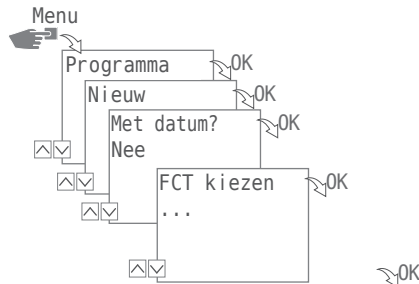 Menu
Programma OK
Nieuw OK
Met datum? OK
Nee
FCT kiezen OK
...
OK